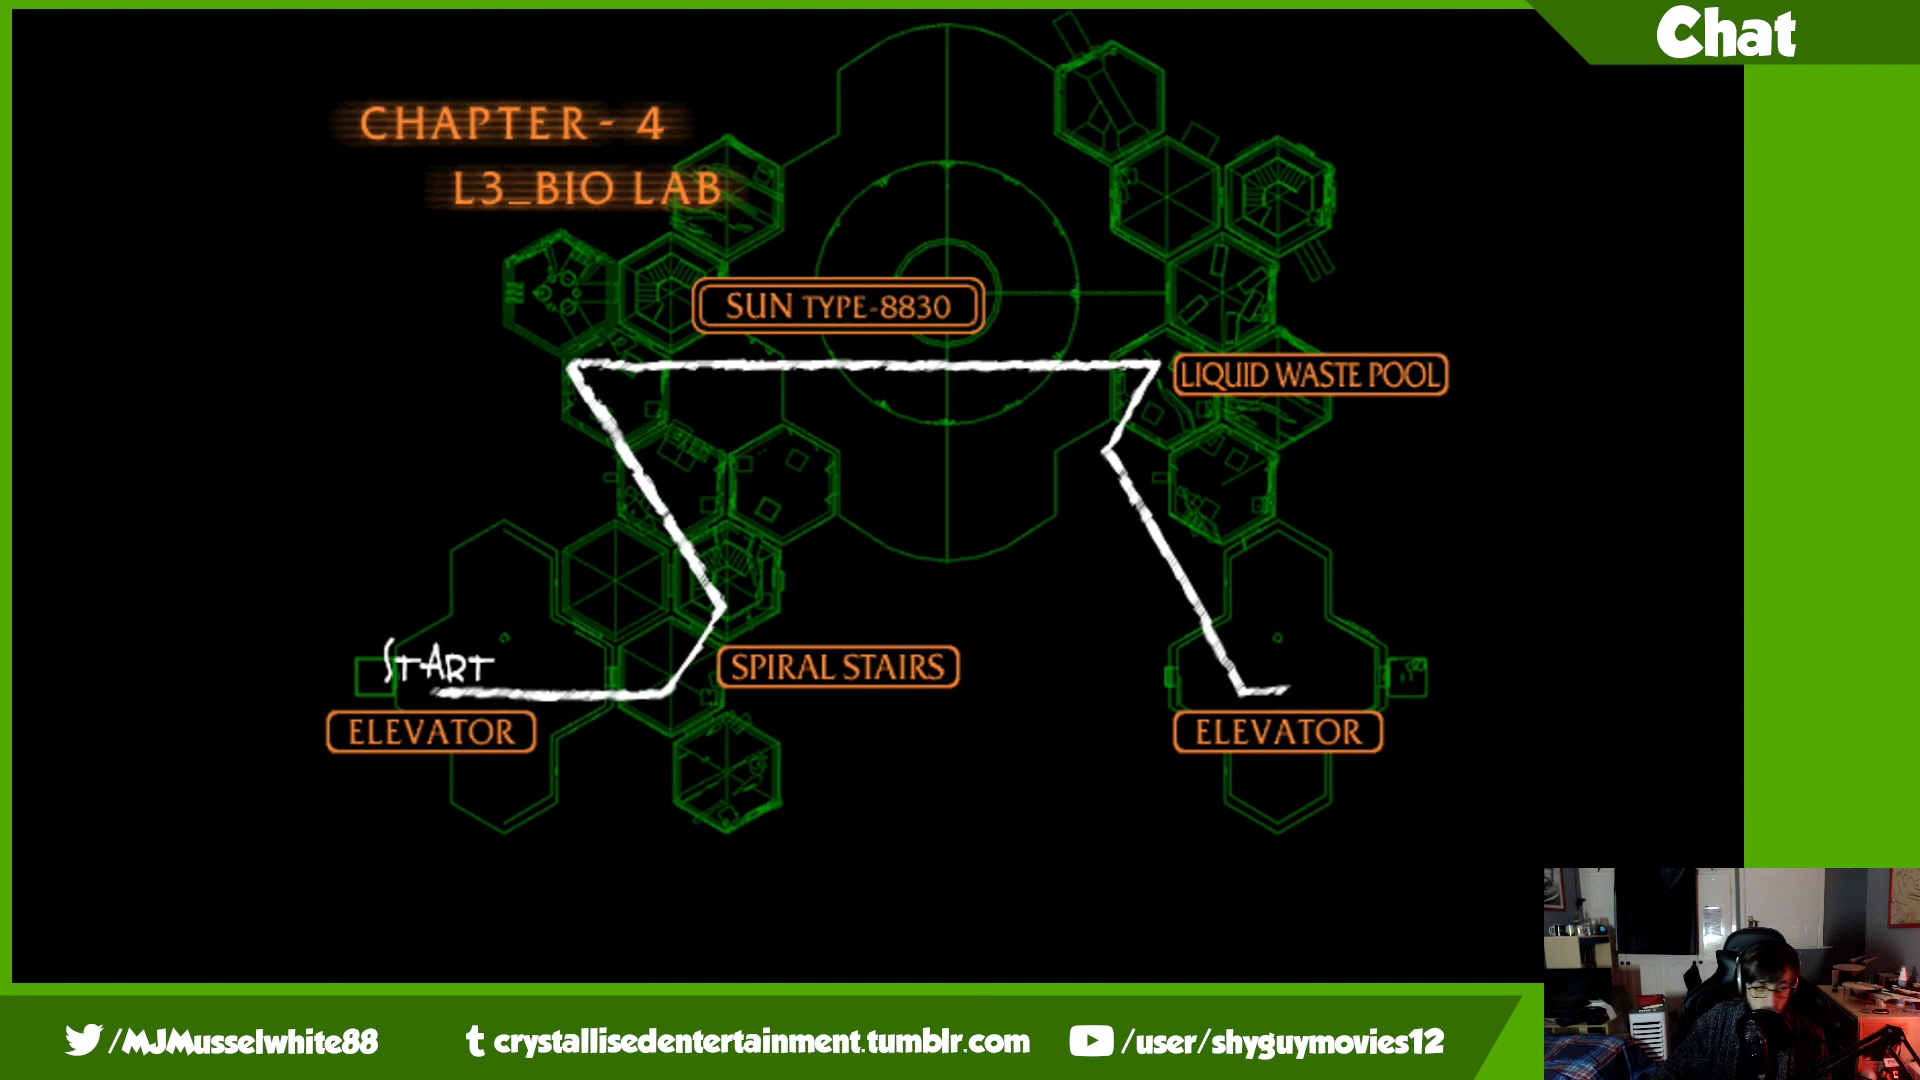 Chat
CHAPTER - 4
L3_BIO LAB
SUN TYPE-8830
LIQUID WASTE POOL
START
SPIRAL STAIRS
ELEVATOR
ELEVATOR
/MJMusselwhite88
crystallisedentertainment.tumblr.com
/user/shyguymovies12